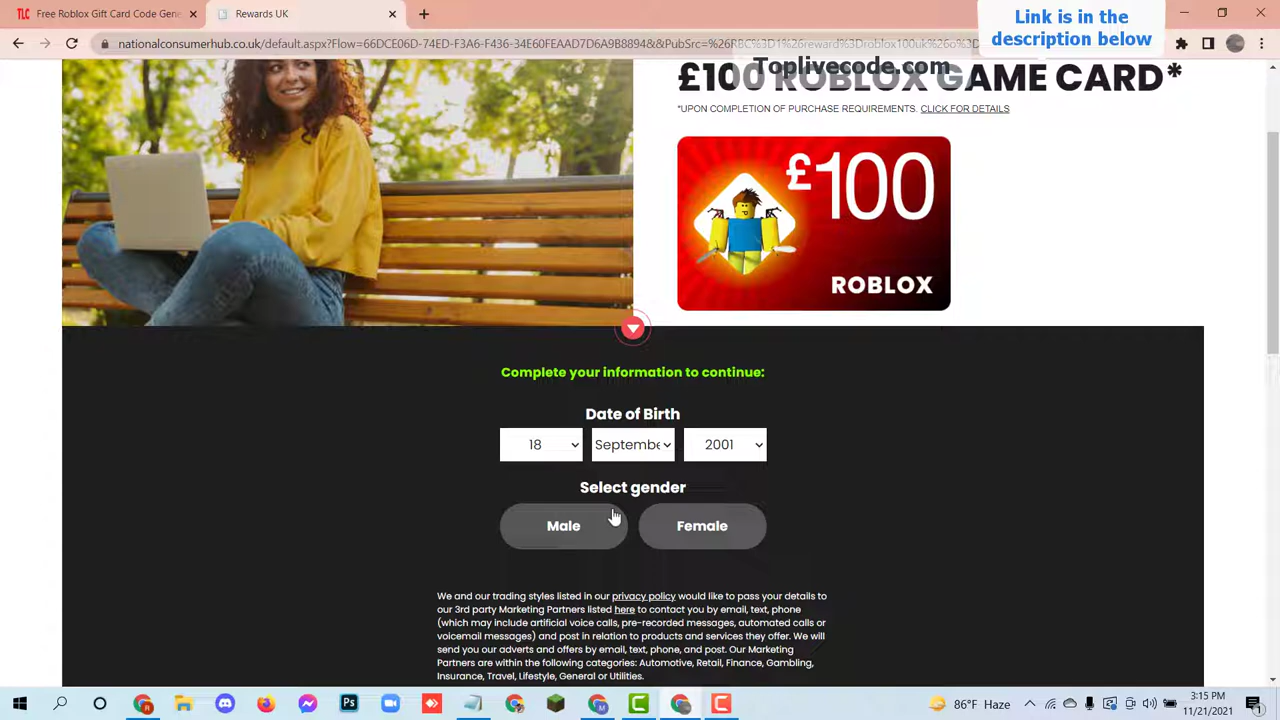 Free Roblox Gift Card Code Gene
Rewards UK
Link is in the
description below
nationalconsumerhub.co.uk/default.aspx?Flow=66DCE06D-74ED-F3A6-F436-54E60FEAAD7D6A9B8894&&PubSrc=%26RBC%3D1%26reward%3Droblox100uk%26o%3D
Toplivecode.com
£100 ROBLOX GAME CARD*
*UPON COMPLETION OF PURCHASE REQUIREMENTS. CLICK FOR DETAILS
£100
ROBLOX
Complete your information to continue:
Date of Birth
18 Septembe 2001
Select gender
Male Female
We and our trading styles listed in our privacy policy would like to pass your details to
our 3rd party Marketing Partners listed here to contact you by email, text, phone
(which may include artificial voice calls, pre-recorded messages, automated calls or
voicemail messages) and post in relation to products and services they offer. We will
send you our adverts and offers by email, text, phone, and post. Our Marketing
Partners are within the following categories: Automotive, Retail, Finance, Gambling,
Insurance, Travel, Lifestyle, General or Utilities.
86°F Haze
3:15 PM
11/21/2021